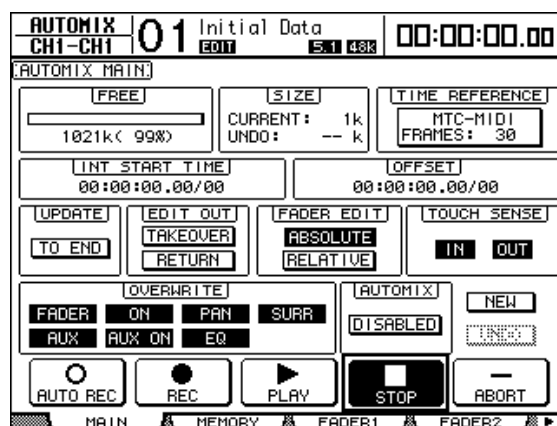 AUTOMIX
CH1-CH1
01
Initial Data
EDIT 5.1 48k
00:00:00.00
AUTOMIX MAIN
FREE
1021k( 99%)
SIZE
CURRENT: 1k
UNDO: -- k
TIME REFERENCE
MTC-MIDI
FRAMES: 30
INT START TIME
00:00:00.00/00
OFFSET
00:00:00.00/00
UPDATE
TO END
EDIT OUT
TAKEOVER
RETURN
FADER EDIT
ABSOLUTE
RELATIVE
TOUCH SENSE
IN OUT
OVERWRITE
FADER ON PAN SURR
AUX AUX ON EQ
AUTOMIX
DISABLED
NEW
UNDO
AUTO REC
REC
PLAY
STOP
ABORT
MAIN MEMORY FADER1 FADER2